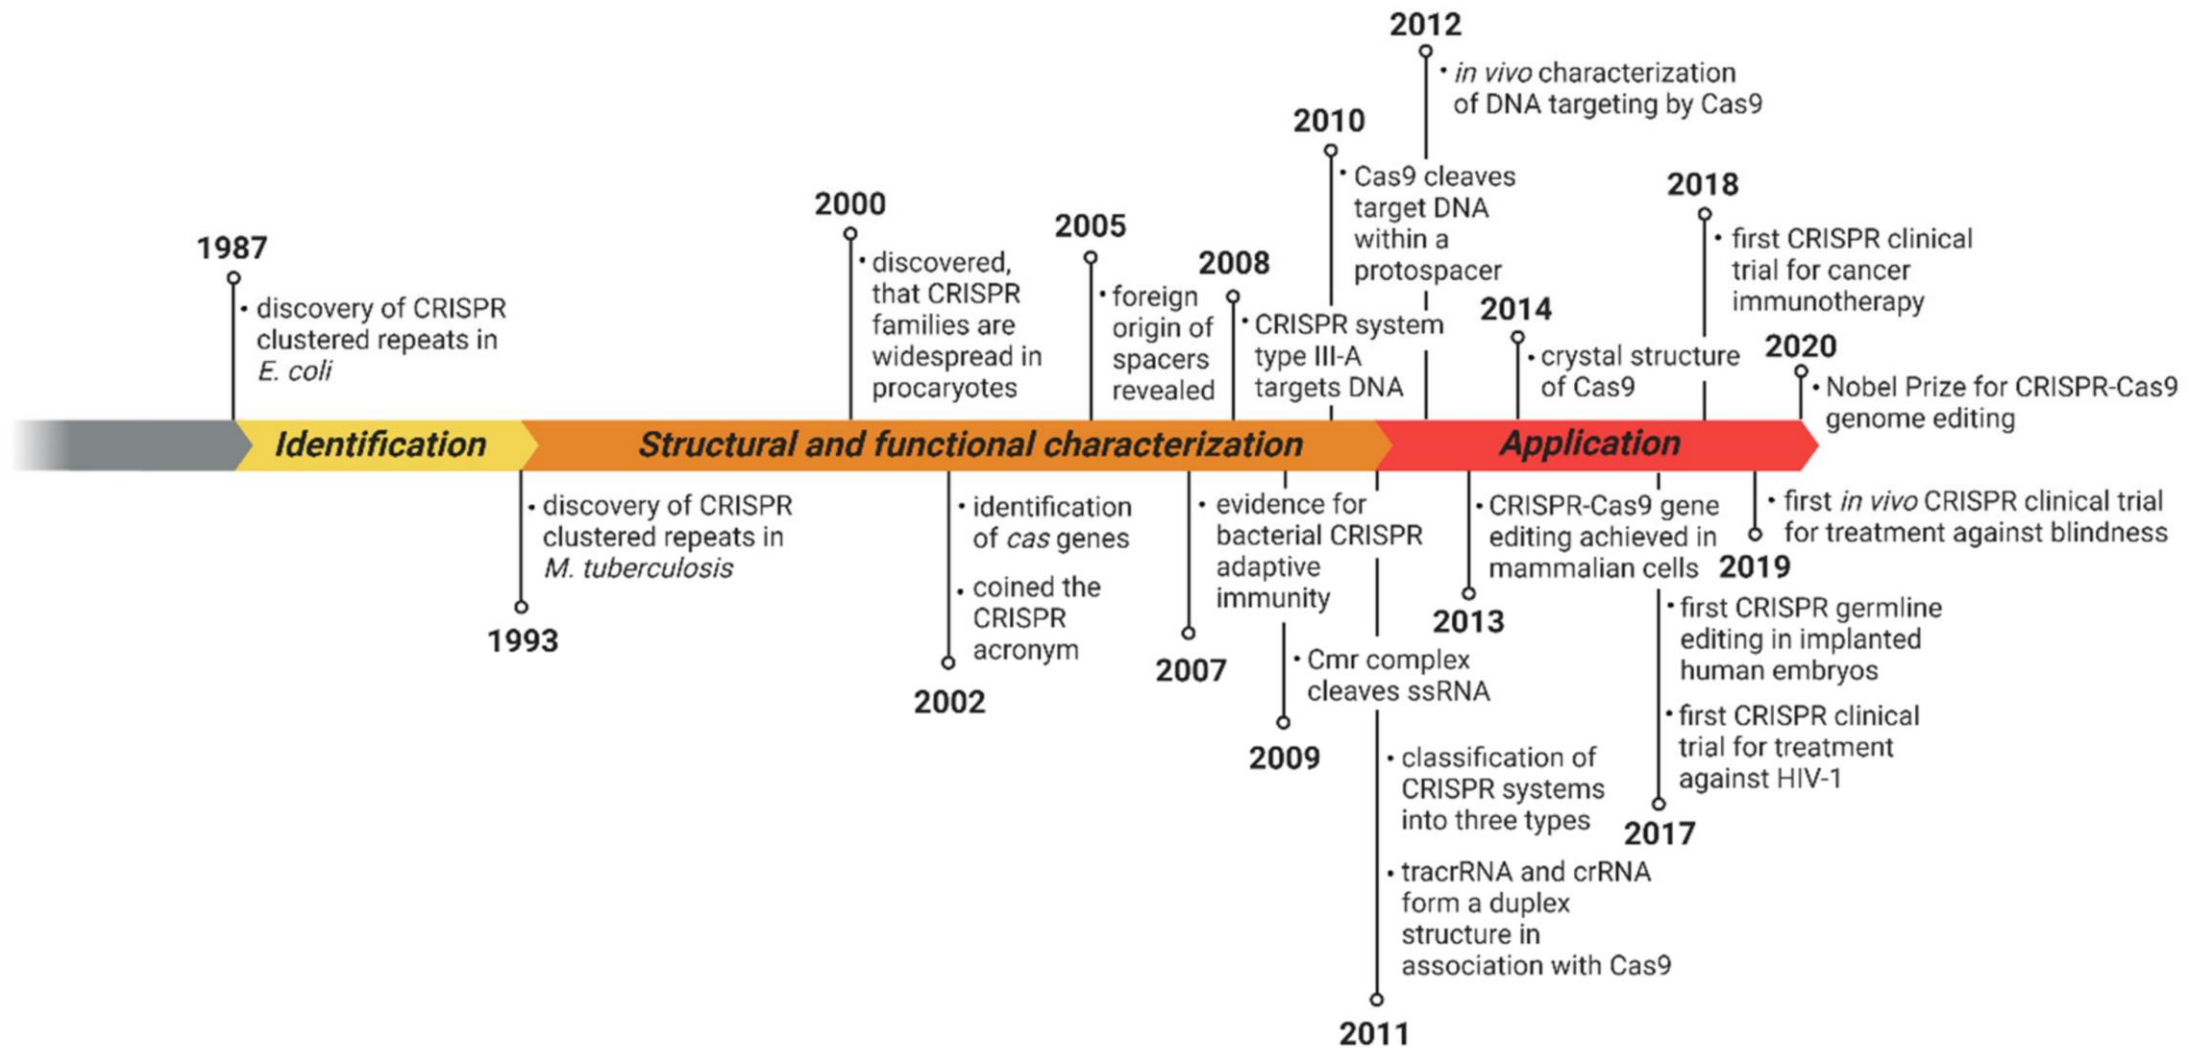 2012
• in vivo characterization
of DNA targeting by Cas9
2010
• Cas9 cleaves
target DNA
within a
protospacer
2018
• first CRISPR clinical
trial for cancer
immunotherapy
2000
• discovered,
that CRISPR
families are
widespread in
procaryotes
2005
• foreign
origin of
spacers
revealed
1987
• discovery of CRISPR
clustered repeats in
E. coli
2008
• CRISPR system
type III-A
targets DNA
2014
• crystal structure
of Cas9
2020
• Nobel Prize for CRISPR-Cas9
genome editing
Identification
Structural and functional characterization
Application
• discovery of CRISPR
clustered repeats in
M. tuberculosis
1993
• identification
of cas genes
• coined the
CRISPR
acronym
2002
• evidence for
bacterial CRISPR
adaptive
immunity
2007
• Cmr complex
cleaves ssRNA
2009
• classification of
CRISPR systems
into three types
• tracrRNA and crRNA
form a duplex
structure in
association with Cas9
2011
• CRISPR-Cas9 gene
editing achieved in
mammalian cells
2013
• first in vivo CRISPR clinical trial
for treatment against blindness
2019
• first CRISPR germline
editing in implanted
human embryos
• first CRISPR clinical
trial for treatment
against HIV-1
2017